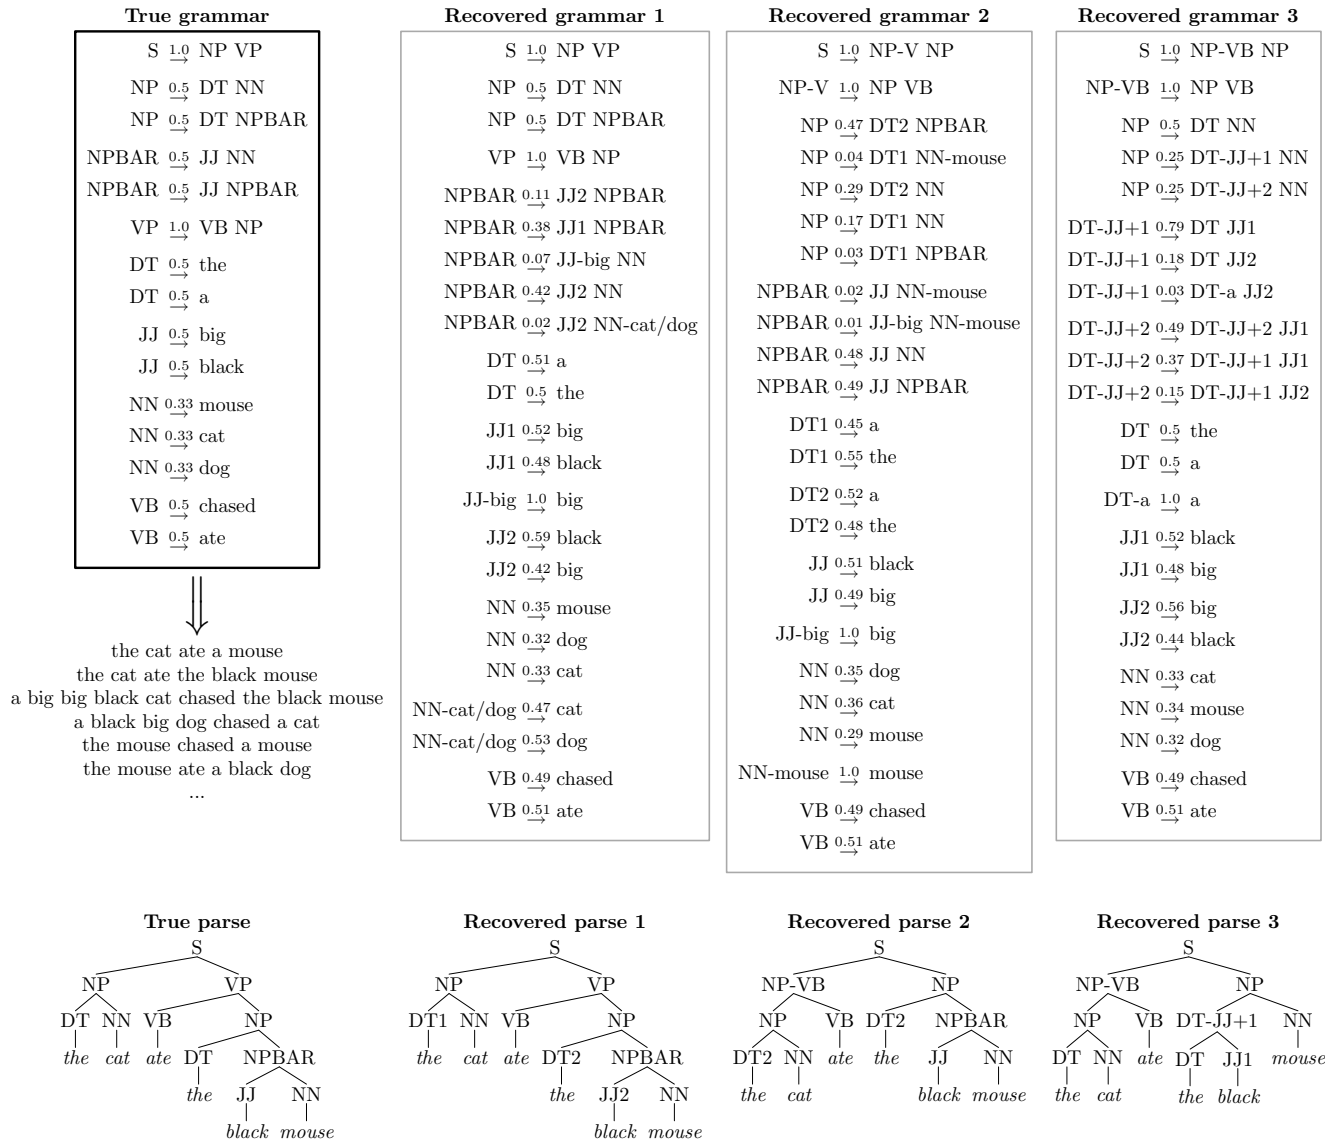 True grammar
S 1.0→ NP VP
NP 0.5→ DT NN
NP 0.5→ DT NPBAR
NPBAR 0.5→ JJ NN
NPBAR 0.5→ JJ NPBAR
VP 1.0→ VB NP
DT 0.5→ the
DT 0.5→ a
JJ 0.5→ big
JJ 0.5→ black
NN 0.33→ mouse
NN 0.33→ cat
NN 0.33→ dog
VB 0.5→ chased
VB 0.5→ ate
⇓
the cat ate a mouse
the cat ate the black mouse
a big big black cat chased the black mouse
a black big dog chased a cat
the mouse chased a mouse
the mouse ate a black dog
...
Recovered grammar 1
S 1.0→ NP VP
NP 0.5→ DT NN
NP 0.5→ DT NPBAR
VP 1.0→ VB NP
NPBAR 0.11→ JJ2 NPBAR
NPBAR 0.38→ JJ1 NPBAR
NPBAR 0.07→ JJ-big NN
NPBAR 0.42→ JJ2 NN
NPBAR 0.02→ JJ2 NN-cat/dog
DT 0.51→ a
DT 0.5→ the
JJ1 0.52→ big
JJ1 0.48→ black
JJ-big 1.0→ big
JJ2 0.59→ black
JJ2 0.42→ big
NN 0.35→ mouse
NN 0.32→ dog
NN 0.33→ cat
NN-cat/dog 0.47→ cat
NN-cat/dog 0.53→ dog
VB 0.49→ chased
VB 0.51→ ate
Recovered grammar 2
S 1.0→ NP-V NP
NP-V 1.0→ NP VB
NP 0.47→ DT2 NPBAR
NP 0.04→ DT1 NN-mouse
NP 0.29→ DT2 NN
NP 0.17→ DT1 NN
NP 0.03→ DT1 NPBAR
NPBAR 0.02→ JJ NN-mouse
NPBAR 0.01→ JJ-big NN-mouse
NPBAR 0.48→ JJ NN
NPBAR 0.49→ JJ NPBAR
DT1 0.45→ a
DT1 0.55→ the
DT2 0.52→ a
DT2 0.48→ the
JJ 0.51→ black
JJ 0.49→ big
JJ-big 1.0→ big
NN 0.35→ dog
NN 0.36→ cat
NN 0.29→ mouse
NN-mouse 1.0→ mouse
VB 0.49→ chased
VB 0.51→ ate
Recovered grammar 3
S 1.0→ NP-VB NP
NP-VB 1.0→ NP VB
NP 0.5→ DT NN
NP 0.25→ DT-JJ+1 NN
NP 0.25→ DT-JJ+2 NN
DT-JJ+1 0.79→ DT JJ1
DT-JJ+1 0.18→ DT JJ2
DT-JJ+1 0.03→ DT-a JJ2
DT-JJ+2 0.49→ DT-JJ+2 JJ1
DT-JJ+2 0.37→ DT-JJ+1 JJ1
DT-JJ+2 0.15→ DT-JJ+1 JJ2
DT 0.5→ the
DT 0.5→ a
DT-a 1.0→ a
JJ1 0.52→ black
JJ1 0.48→ big
JJ2 0.56→ big
JJ2 0.44→ black
NN 0.33→ cat
NN 0.34→ mouse
NN 0.32→ dog
VB 0.49→ chased
VB 0.51→ ate
True parse
S
NP VP
DT NN VB NP
the cat ate DT NPBAR
the JJ NN
black mouse
Recovered parse 1
S
NP VP
DT1 NN VB NP
the cat ate DT2 NPBAR
the JJ2 NN
black mouse
Recovered parse 2
S
NP-VB NP
NP VB DT2 NPBAR
DT2 NN ate the JJ NN
the cat black mouse
Recovered parse 3
S
NP-VB NP
NP VB DT-JJ+1 NN
DT NN ate DT JJ1 mouse
the cat the black